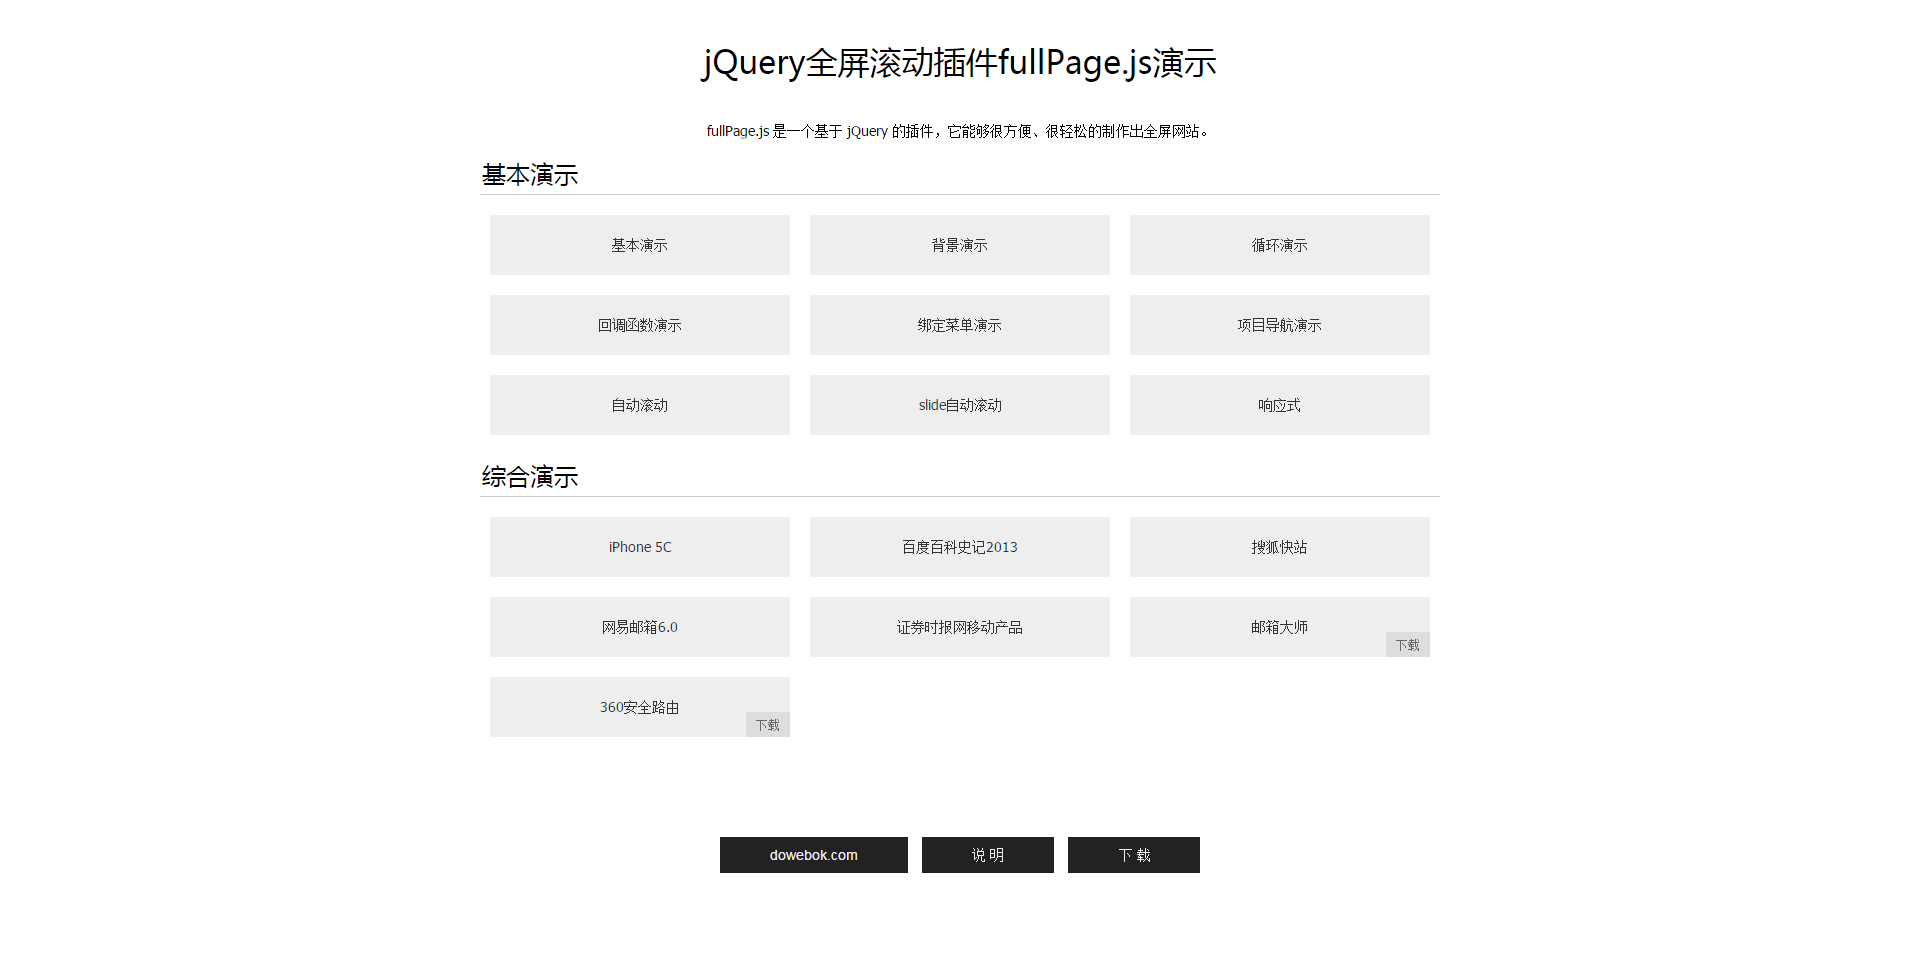 jQuery全屏滚动插件fullPage.js演示
fullPage.js 是一个基于 jQuery 的插件，它能够很方便、很轻松的制作出全屏网站。
基本演示
基本演示
背景演示
循环演示
回调函数演示
绑定菜单演示
项目导航演示
自动滚动
slide自动滚动
响应式
综合演示
iPhone 5C
百度百科史记2013
搜狐快站
网易邮箱6.0
证券时报网移动产品
邮箱大师
下载
360安全路由
下载
dowebok.com
说 明
下 载